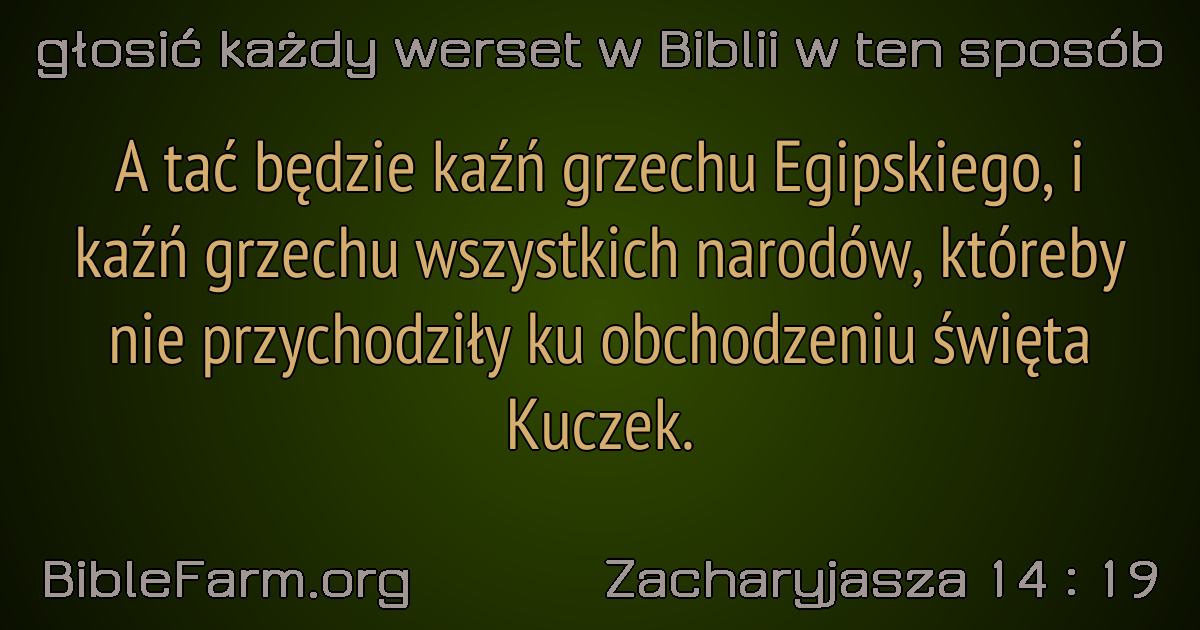 głosić każdy werset w Biblii w ten sposób
A tać będzie kaźń grzechu Egipskiego, i
kaźń grzechu wszystkich narodów, któreby
nie przychodziły ku obchodzeniu święta
Kuczek.
BibleFarm.org
Zacharyjasza 14 : 19